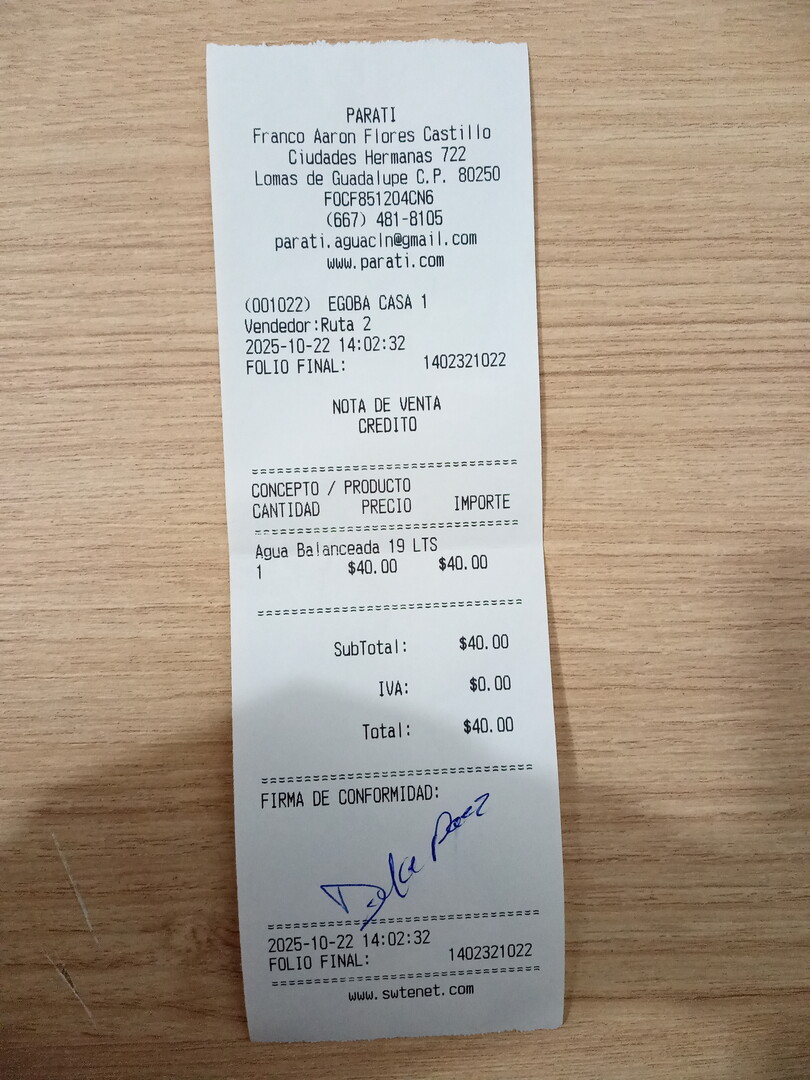 PARATI
Franco Aaron Flores Castillo
Ciudades Hermanas 722
Lomas de Guadalupe C.P. 80250
FOCF851204CN6
(667) 481-8105
parati.aguacln@gmail.com
www.parati.com
(001022) EGOBA CASA 1
Vendedor:Ruta 2
2025-10-22 14:02:32
FOLIO FINAL: 1402321022
NOTA DE VENTA
CREDITO
CONCEPTO / PRODUCTO
CANTIDAD PRECIO IMPORTE
Agua Balanceada 19 LTS
1 $40.00 $40.00
SubTotal: $40.00
IVA: $0.00
Total: $40.00
FIRMA DE CONFORMIDAD:
2025-10-22 14:02:32
FOLIO FINAL: 1402321022
www.swtenet.com